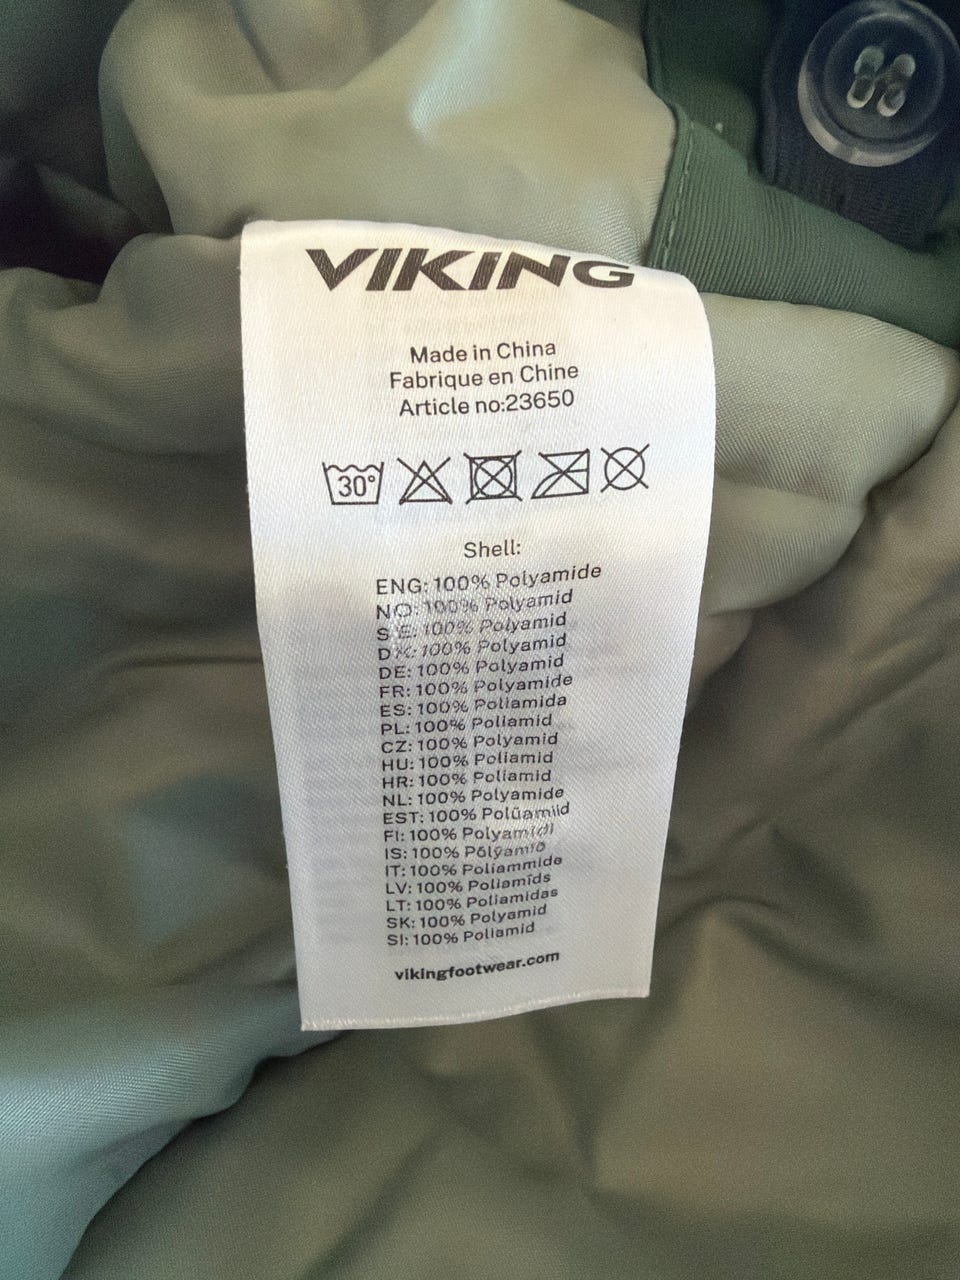 VIKING
Made in China
Fabrique en Chine
Article no:23650
30°
Shell:
ENG: 100% Polyamide
NO: 100% Polyamid
SE: 100% Polyamid
DK: 100% Polyamid
DE: 100% Polyamid
FR: 100% Polyamide
ES: 100% Poliamida
PL: 100% Poliamid
CZ: 100% Polyamid
HU: 100% Poliamid
HR: 100% Poliamid
NL: 100% Polyamide
EST: 100% Polüamiid
FI: 100% Polyamidi
IS: 100% Pólýamíð
IT: 100% Poliammide
LV: 100% Poliamīds
LT: 100% Poliamidas
SK: 100% Polyamid
SI: 100% Poliamid
vikingfootwear.com